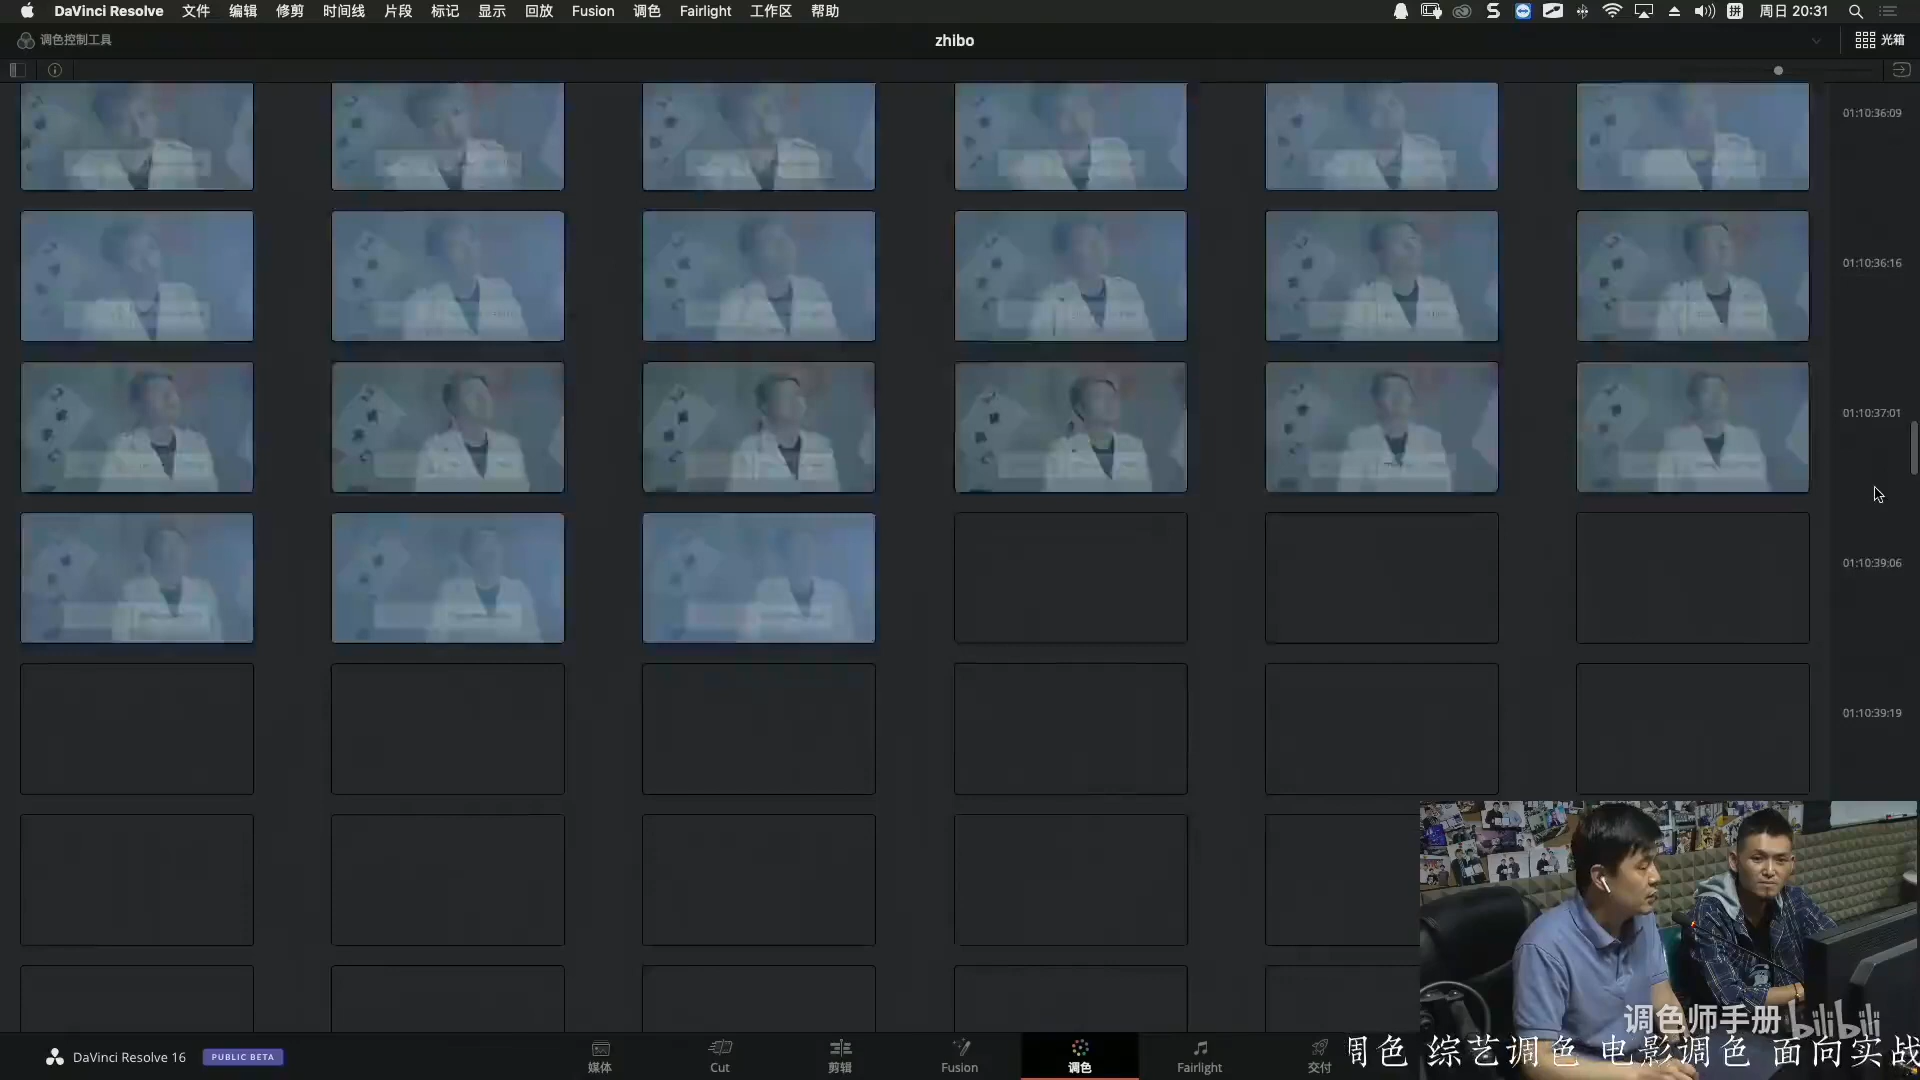 DaVinci Resolve 文件 编辑 修剪 时间线 片段 标记 显示 回放 Fusion 调色 Fairlight 工作区 帮助 拼 周日 20:31
调色控制工具 zhibo 光箱
01:10:36:09
01:10:36:16
01:10:37:01
01:10:39:06
01:10:39:19
调色师手册 bilibili
周色 综艺调色 电影调色 面向实战
DaVinci Resolve 16 PUBLIC BETA
媒体 Cut 剪辑 Fusion 调色 Fairlight 交付